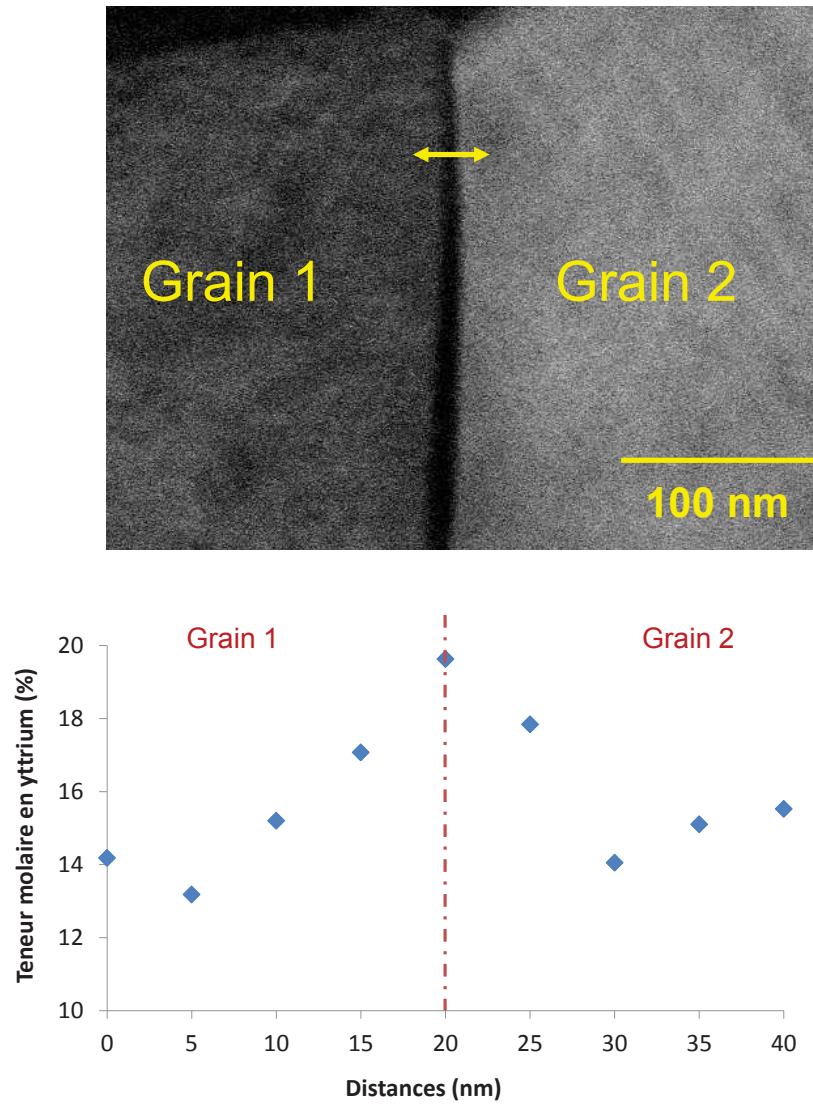 Grain 1
Grain 2
100 nm
Grain 1
Grain 2
Teneur molaire en yttrium (%)
20
18
16
14
12
10
0 5 10 15 20 25 30 35 40
Distances (nm)